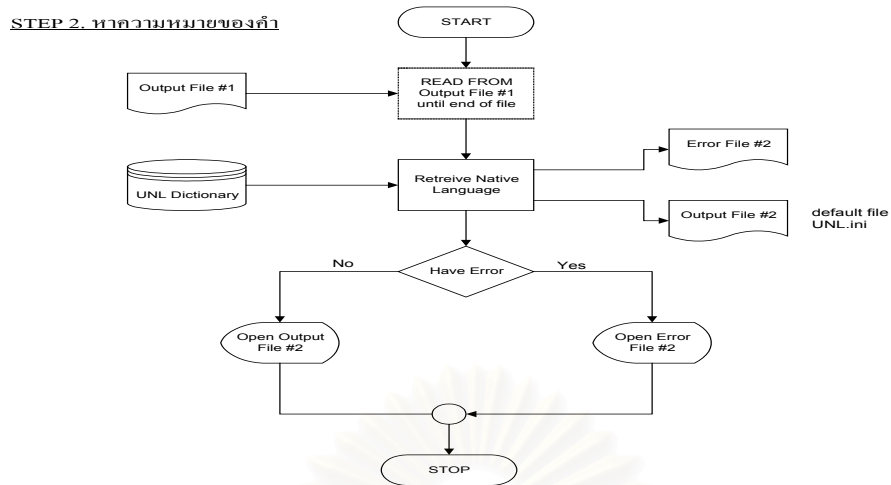 STEP 2. หาความหมายของคำ
START
Output File #1
READ FROM
Output File #1
until end of file
Error File #2
UNL Dictionary
Retreive Native
Language
Output File #2
default file
UNL.ini
No
Have Error
Yes
Open Output
File #2
Open Error
File #2
STOP